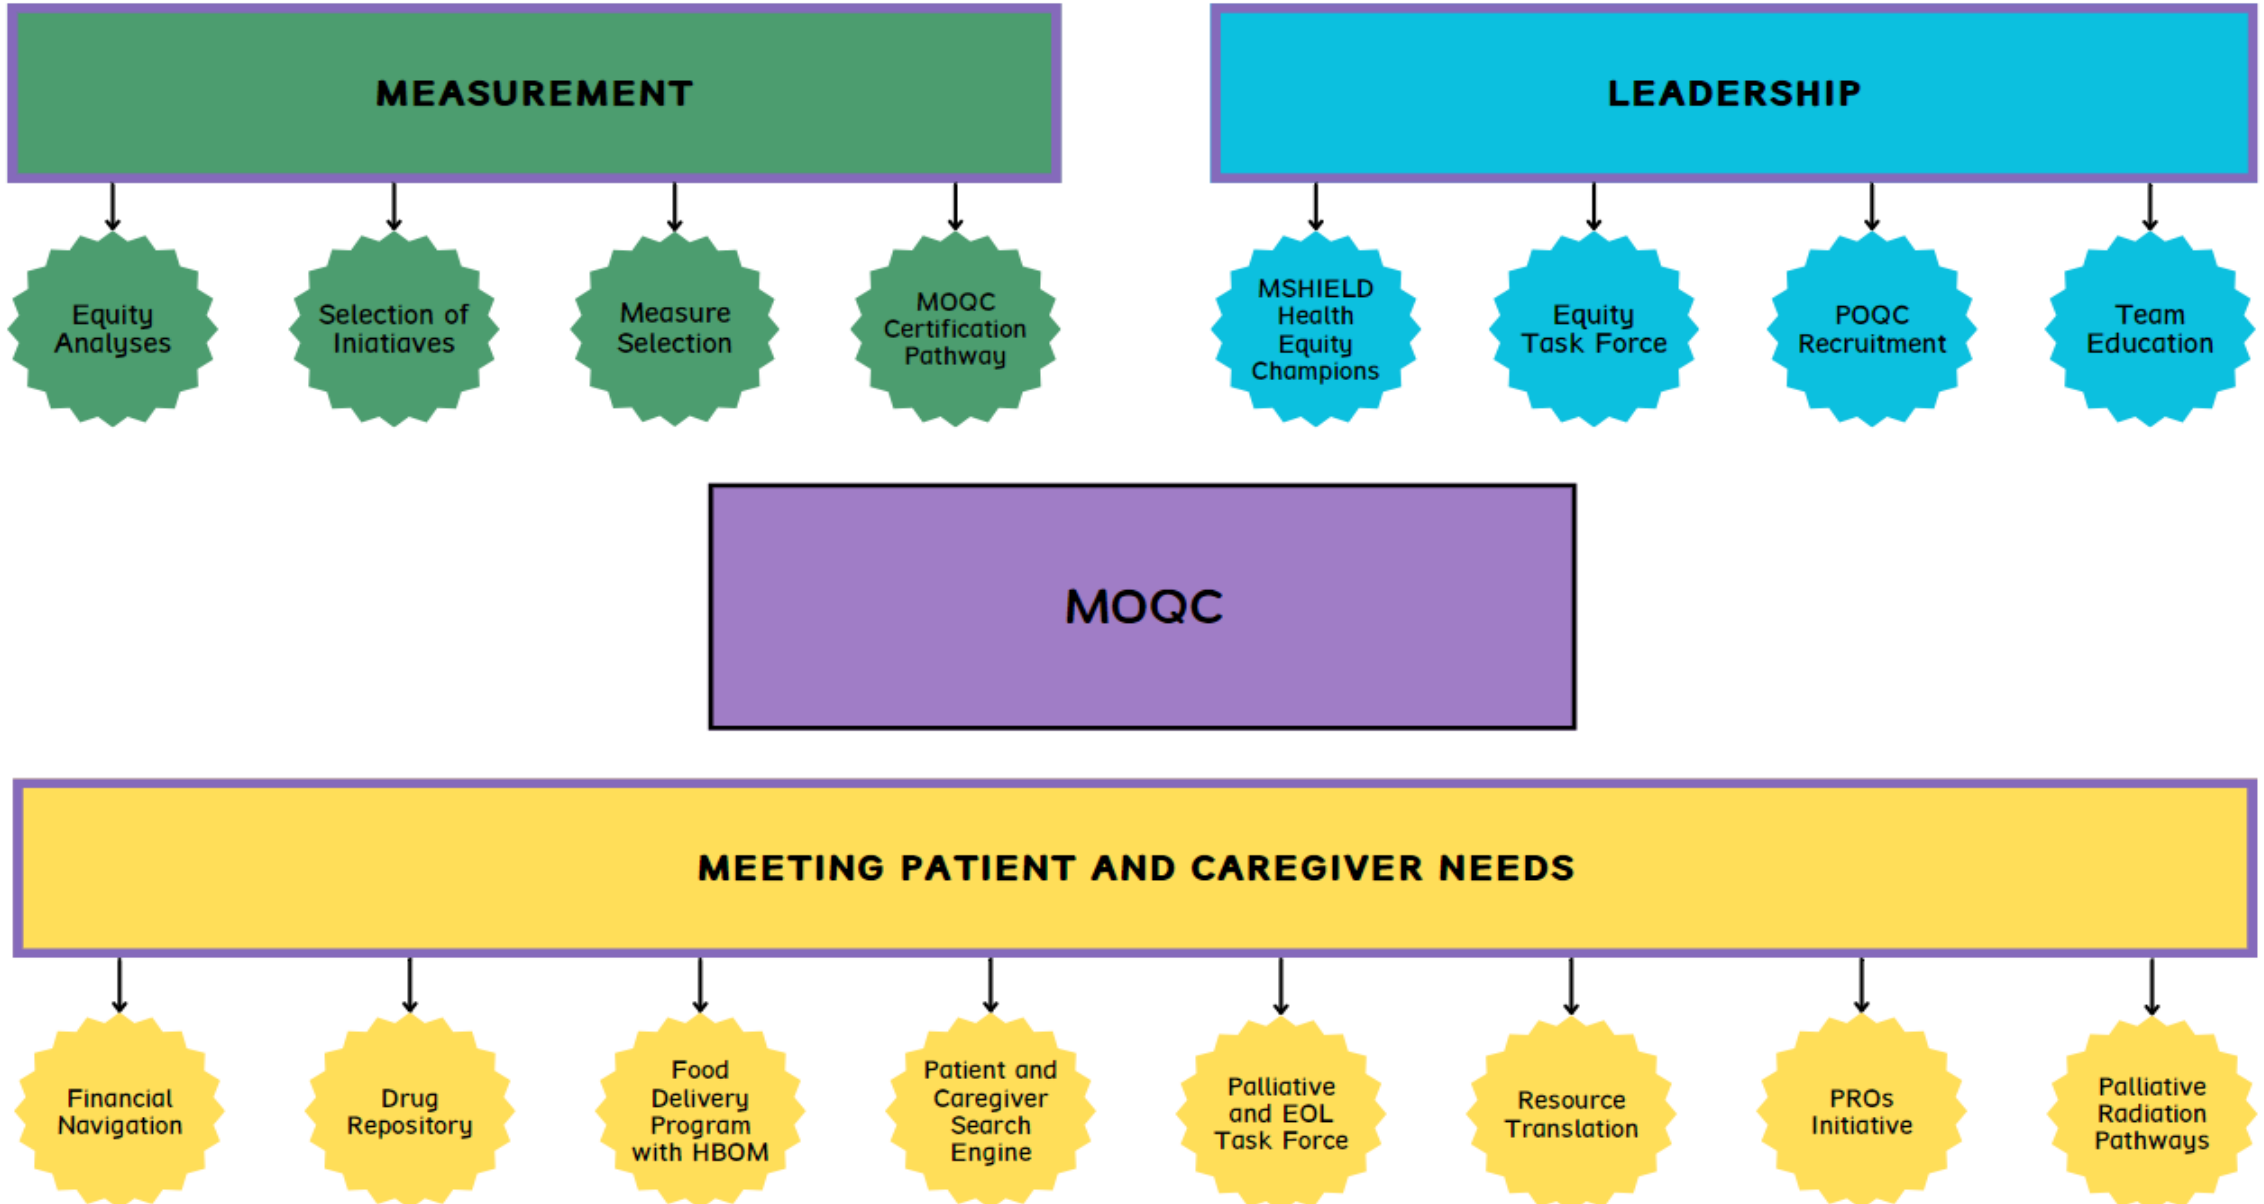 MEASUREMENT
Equity
Analyses
Selection of
Iniatiaves
Measure
Selection
MOQC
Certification
Pathway
LEADERSHIP
MSHIELD
Health
Equity
Champions
Equity
Task Force
POQC
Recruitment
Team
Education
MOQC
MEETING PATIENT AND CAREGIVER NEEDS
Financial
Navigation
Drug
Repository
Food
Delivery
Program
with HBOM
Patient and
Caregiver
Search
Engine
Palliative
and EOL
Task Force
Resource
Translation
PROs
Initiative
Palliative
Radiation
Pathways